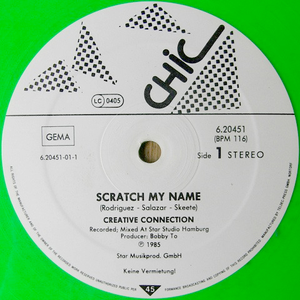 CHIC
LC 0405
GEMA
6.20451-01-1
6.20451
(BPM 116)
Side 1 STEREO
SCRATCH MY NAME
(Rodriguez - Salazar - Skeete)
CREATIVE CONNECTION
Recorded; Mixed At Star Studio Hamburg
Producer: Bobby To
℗ 1985
Star Musikprod. GmbH
Keine Vermietung!
45